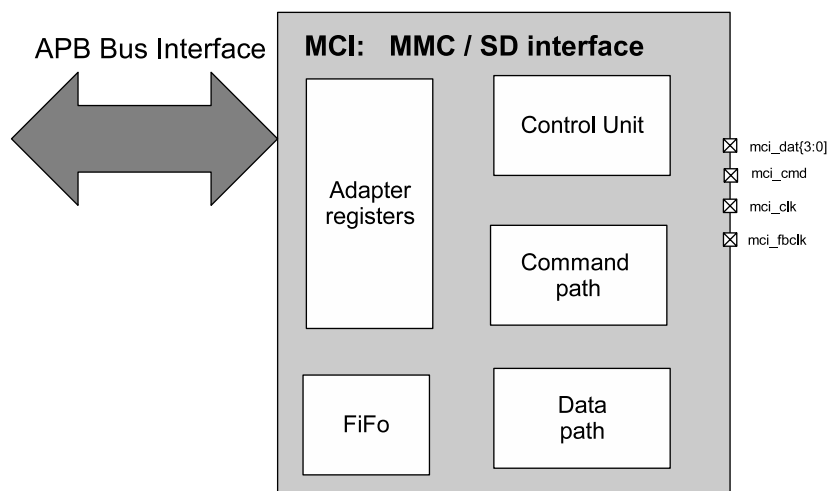 APB Bus Interface
MCI: MMC / SD interface
Adapter
registers
Control Unit
Command
path
FiFo
Data
path
mci_dat{3:0]
mci_cmd
mci_clk
mci_fbclk